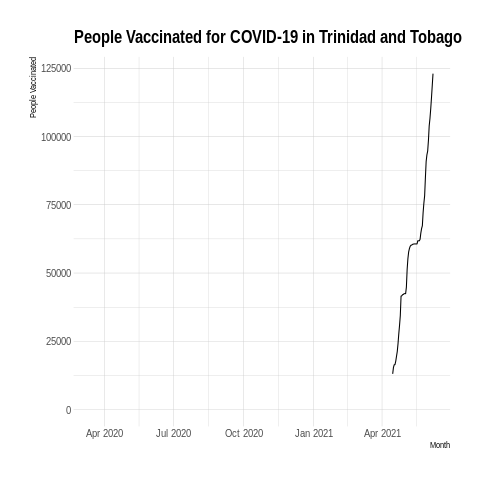 People Vaccinated for COVID-19 in Trinidad and Tobago
People Vaccinated
125000
100000
75000
50000
25000
0
Apr 2020 Jul 2020 Oct 2020 Jan 2021 Apr 2021
Month